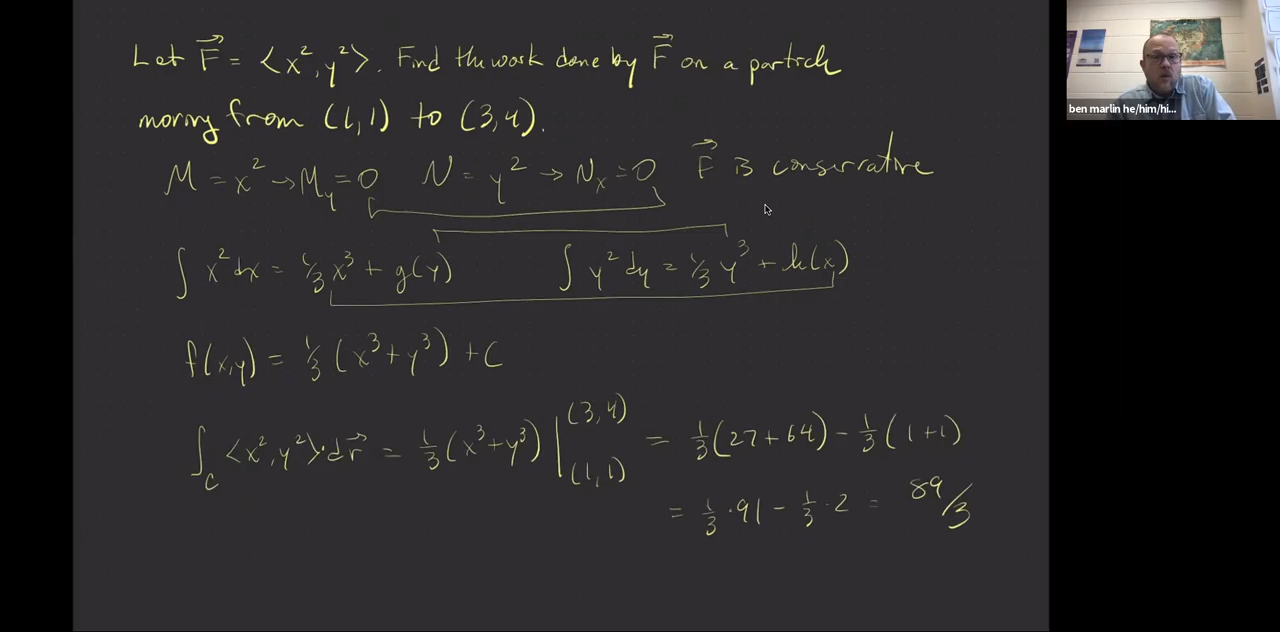 Let F⃗ = ⟨x², y²⟩. Find the work done by F⃗ on a particle
moving from (1,1) to (3,4).
M = x² → M_y = 0 N = y² → N_x = 0 F⃗ is conservative
∫ x² dx = 1/3 x³ + g(y) ∫ y² dy = 1/3 y³ + h(x)
f(x,y) = 1/3 (x³ + y³) + C
∫_C ⟨x², y²⟩ · dr⃗ = 1/3 (x³ + y³) |_(1,1)^(3,4) = 1/3 (27 + 64) − 1/3 (1 + 1)
= 1/3 · 91 − 1/3 · 2 = 89/3
ben marlin he/him/hi...